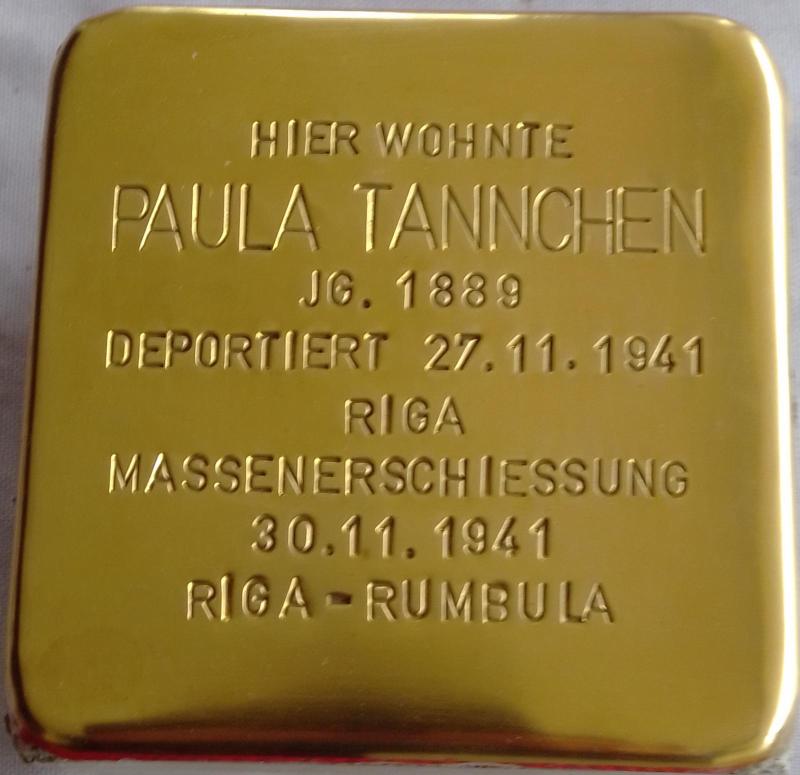 HIER WOHNTE
PAULA TANNCHEN
JG. 1889
DEPORTIERT 27.11.1941
RIGA
MASSENERSCHIESSUNG
30.11.1941
RIGA-RUMBULA